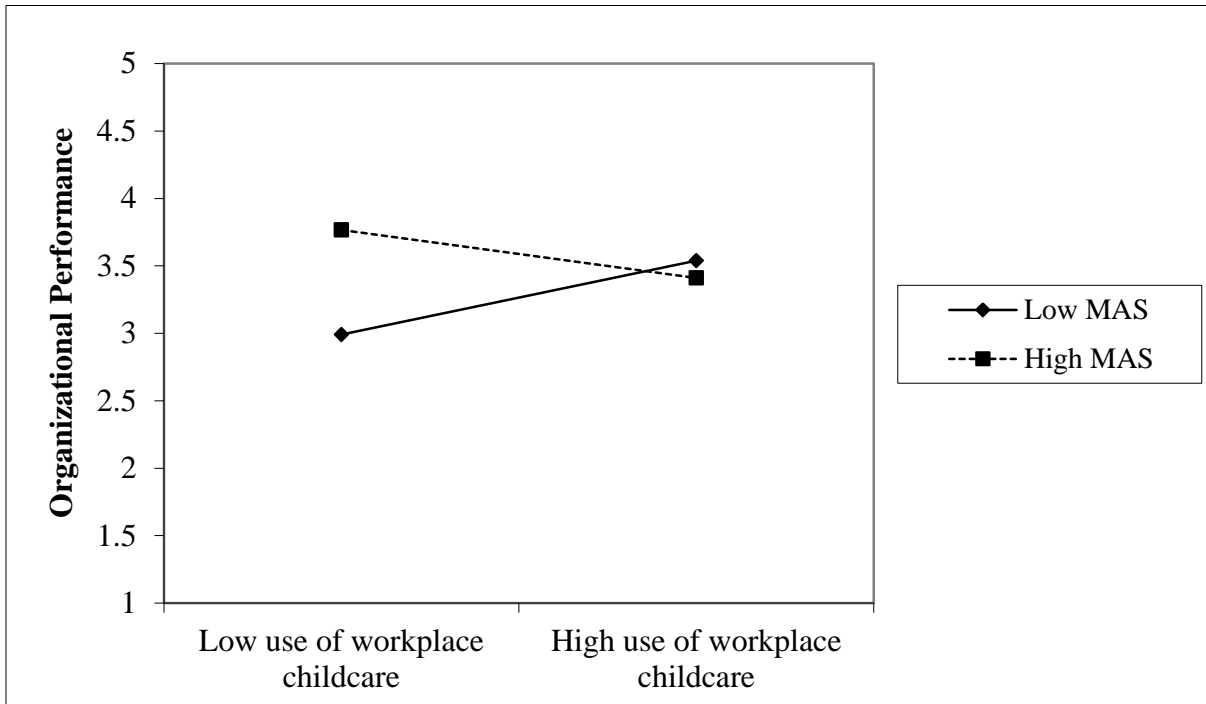 Organizational Performance
5
4.5
4
3.5
3
2.5
2
1.5
1
Low use of workplace
childcare
High use of workplace
childcare
Low MAS
High MAS